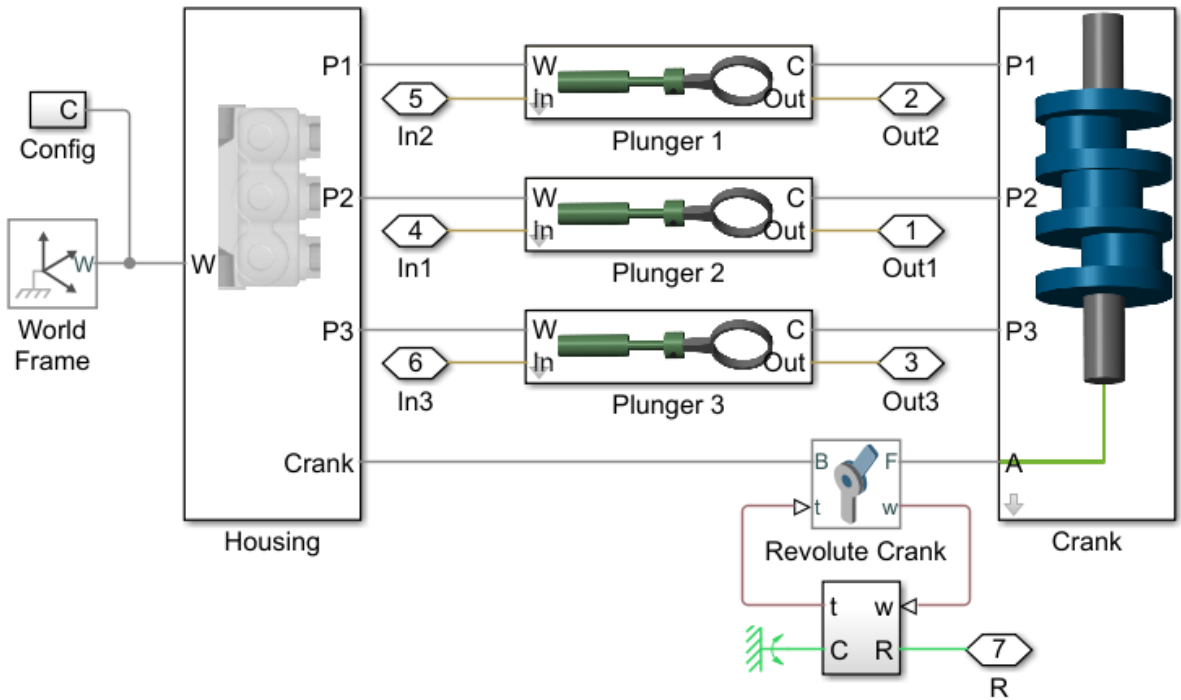 P1
W
C
P1
5
In
Out
2
C
In2
Plunger 1
Out2
Config
P2
W
C
P2
4
In
Out
1
In1
Plunger 2
Out1
W
W
World
Frame
P3
W
C
P3
6
In
Out
3
In3
Plunger 3
Out3
Crank
B
F
A
t
w
Housing
Revolute Crank
Crank
t
w
C
R
7
R